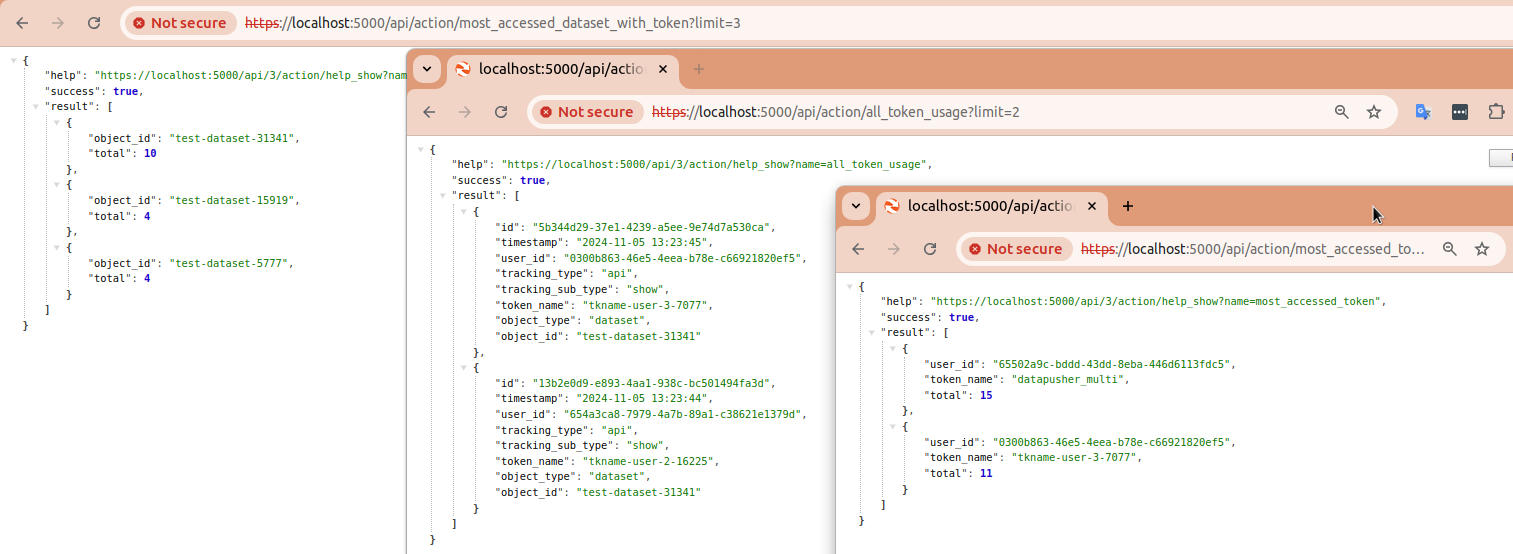 Not secure https://localhost:5000/api/action/most_accessed_dataset_with_token?limit=3
{
"help": "https://localhost:5000/api/3/action/help_show?nam
"success": true,
"result": [
{
"object_id": "test-dataset-31341",
"total": 10
},
{
"object_id": "test-dataset-15919",
"total": 4
},
{
"object_id": "test-dataset-5777",
"total": 4
}
]
}
localhost:5000/api/actio
Not secure https://localhost:5000/api/action/all_token_usage?limit=2
{
"help": "https://localhost:5000/api/3/action/help_show?name=all_token_usage",
"success": true,
"result": [
{
"id": "5b344d29-37e1-4239-a5ee-9e74d7a530ca",
"timestamp": "2024-11-05 13:23:45",
"user_id": "0300b863-46e5-4eea-b78e-c66921820ef5",
"tracking_type": "api",
"tracking_sub_type": "show",
"token_name": "tkname-user-3-7077",
"object_type": "dataset",
"object_id": "test-dataset-31341"
},
{
"id": "13b2e0d9-e893-4aa1-938c-bc501494fa3d",
"timestamp": "2024-11-05 13:23:44",
"user_id": "654a3ca8-7979-4a7b-89a1-c38621e1379d",
"tracking_type": "api",
"tracking_sub_type": "show",
"token_name": "tkname-user-2-16225",
"object_type": "dataset",
"object_id": "test-dataset-31341"
}
]
}
localhost:5000/api/actio
Not secure https://localhost:5000/api/action/most_accessed_to...
{
"help": "https://localhost:5000/api/3/action/help_show?name=most_accessed_token",
"success": true,
"result": [
{
"user_id": "65502a9c-bddd-43dd-8eba-446d6113fdc5",
"token_name": "datapusher_multi",
"total": 15
},
{
"user_id": "0300b863-46e5-4eea-b78e-c66921820ef5",
"token_name": "tkname-user-3-7077",
"total": 11
}
]
}